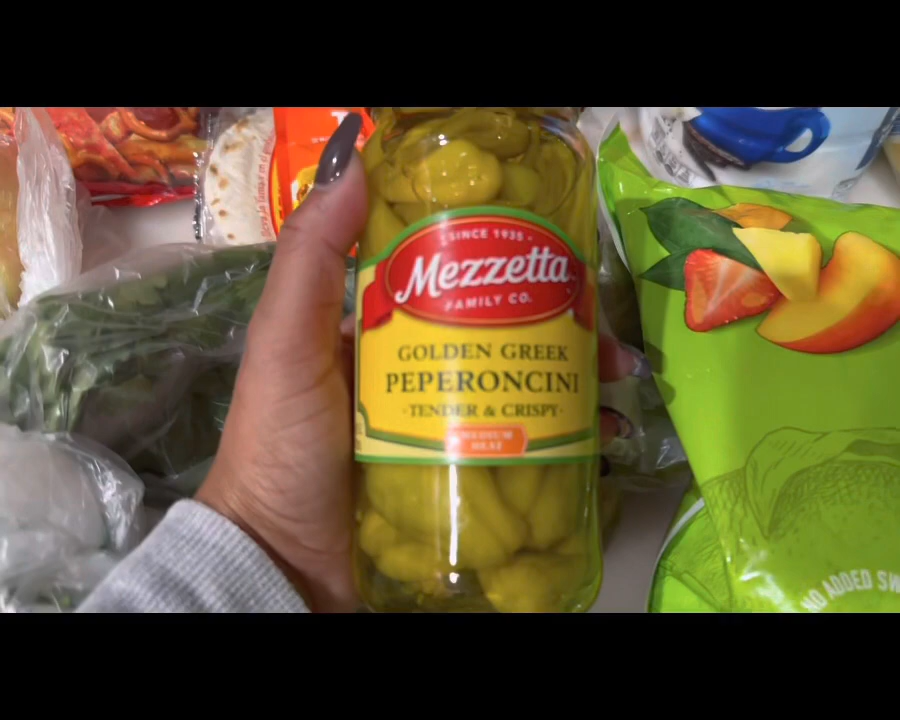 SINCE 1935
Mezzetta
FAMILY CO.
GOLDEN GREEK
PEPERONCINI
·TENDER & CRISPY·
MEDIUM
HEAT
NO ADDED SW